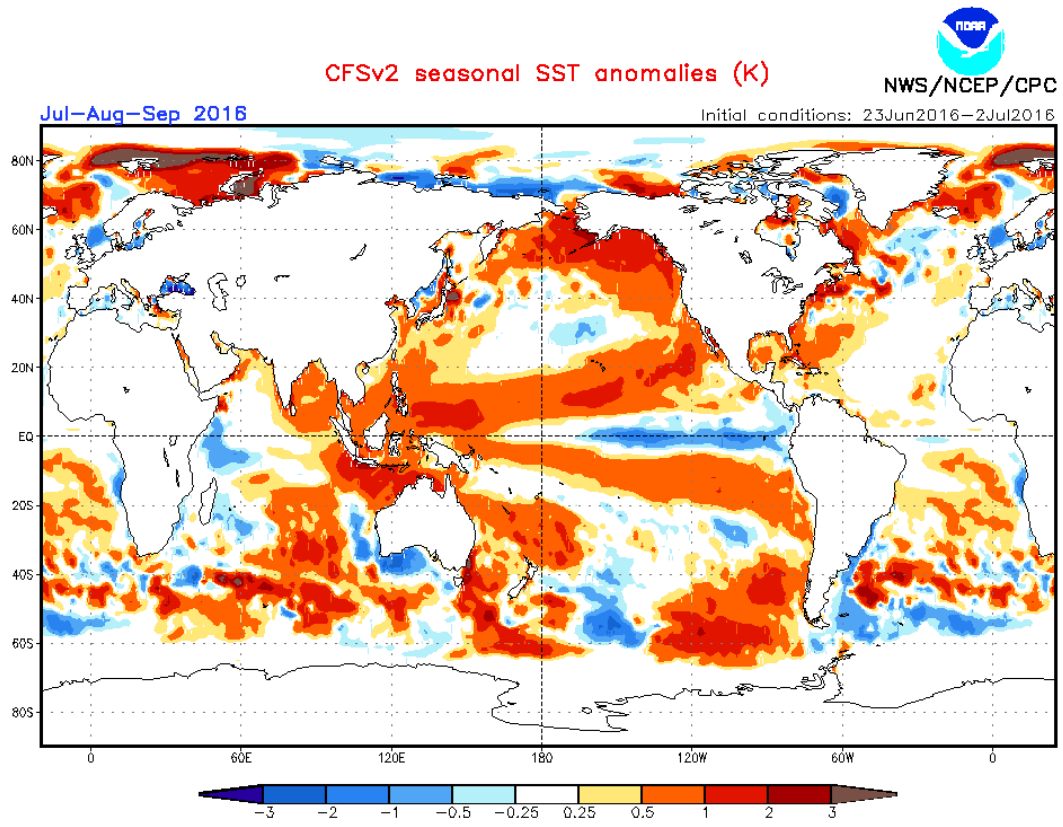 NOAA
CFSv2 seasonal SST anomalies (K)
NWS/NCEP/CPC
Jul-Aug-Sep 2016
Initial conditions: 23Jun2016-2Jul2016
80N
60N
40N
20N
EQ
20S
40S
60S
80S
0 60E 120E 180 120W 60W 0
-3 -2 -1 -0.5 -0.25 0.25 0.5 1 2 3